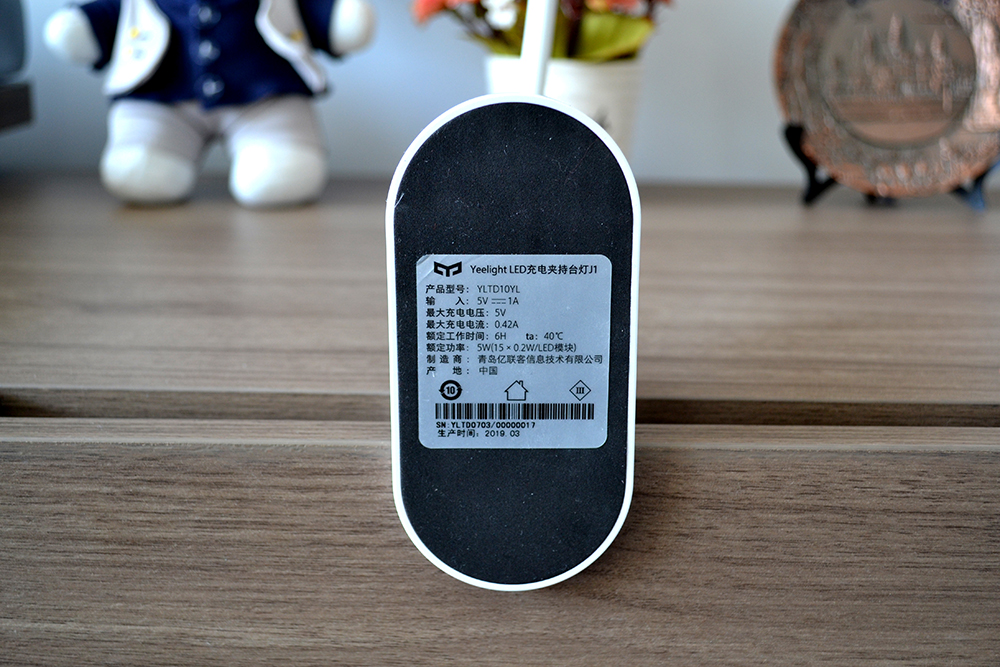 Yeelight LED充电夹持台灯J1
产品型号： YLTD10YL
输 入： 5V ⎓ 1A
最大充电电压： 5V
最大充电电流： 0.42A
额定工作时间： 6H ta： 40℃
额定功率： 5W(15×0.2W/LED模块)
制 造 商： 青岛亿联客信息技术有限公司
产 地： 中国
10 III
SN:YLTD0703/00000017
生产时间： 2019. 03